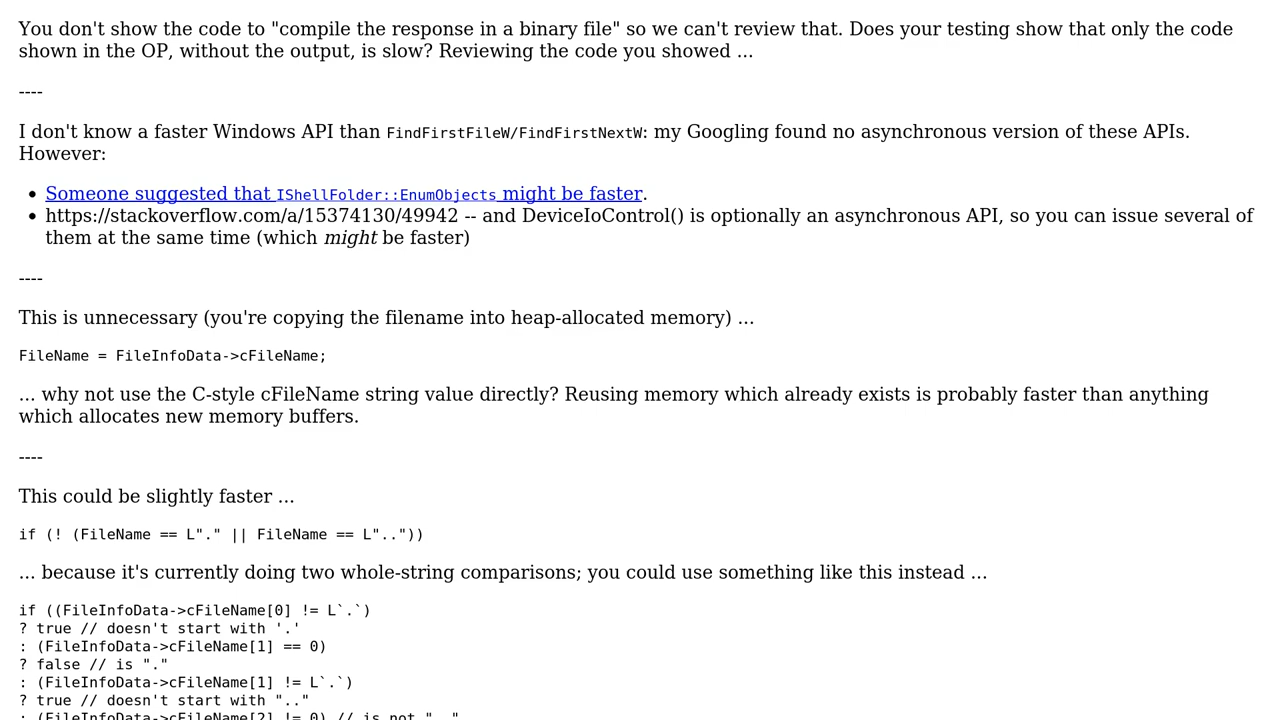 You don't show the code to "compile the response in a binary file" so we can't review that. Does your testing show that only the code
shown in the OP, without the output, is slow? Reviewing the code you showed ...
----
I don't know a faster Windows API than FindFirstFileW/FindFirstNextW: my Googling found no asynchronous version of these APIs.
However:
• Someone suggested that IShellFolder::EnumObjects might be faster.
• https://stackoverflow.com/a/15374130/49942 -- and DeviceIoControl() is optionally an asynchronous API, so you can issue several of
them at the same time (which might be faster)
----
This is unnecessary (you're copying the filename into heap-allocated memory) ...
FileName = FileInfoData->cFileName;
... why not use the C-style cFileName string value directly? Reusing memory which already exists is probably faster than anything
which allocates new memory buffers.
----
This could be slightly faster ...
if (! (FileName == L"." || FileName == L".."))
... because it's currently doing two whole-string comparisons; you could use something like this instead ...
if ((FileInfoData->cFileName[0] != L`.`)
? true // doesn't start with '.'
: (FileInfoData->cFileName[1] == 0)
? false // is "."
: (FileInfoData->cFileName[1] != L`.`)
? true // doesn't start with ".."
: (FileInfoData->cFileName[2] != 0) // is not ".."